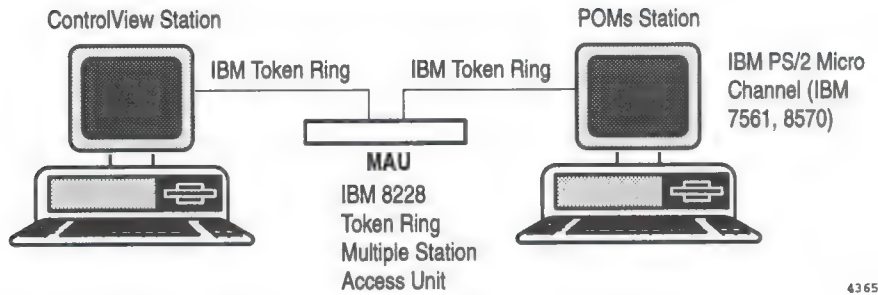 ControlView Station
POMs Station
IBM Token Ring
IBM Token Ring
IBM PS/2 Micro
Channel (IBM
7561, 8570)
MAU
IBM 8228
Token Ring
Multiple Station
Access Unit
4365